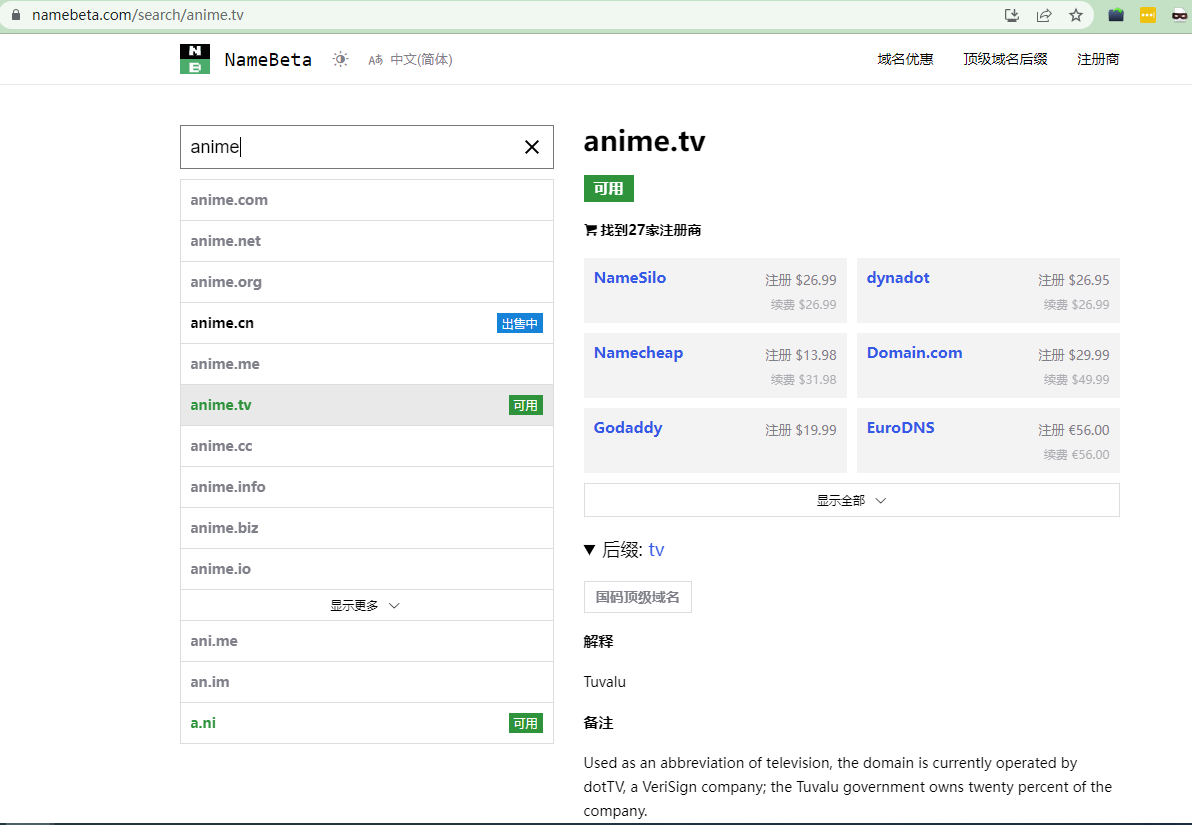 namebeta.com/search/anime.tv
N
B
NameBeta
Aあ 中文(简体)
域名优惠
顶级域名后缀
注册商
anime
anime.com
anime.net
anime.org
anime.cn 出售中
anime.me
anime.tv 可用
anime.cc
anime.info
anime.biz
anime.io
显示更多
ani.me
an.im
a.ni 可用
anime.tv
可用
找到27家注册商
NameSilo 注册 $26.99
续费 $26.99
dynadot 注册 $26.95
续费 $26.99
Namecheap 注册 $13.98
续费 $31.98
Domain.com 注册 $29.99
续费 $49.99
Godaddy 注册 $19.99
EuroDNS 注册 €56.00
续费 €56.00
显示全部
▼ 后缀: tv
国码顶级域名
解释
Tuvalu
备注
Used as an abbreviation of television, the domain is currently operated by
dotTV, a VeriSign company; the Tuvalu government owns twenty percent of the
company.